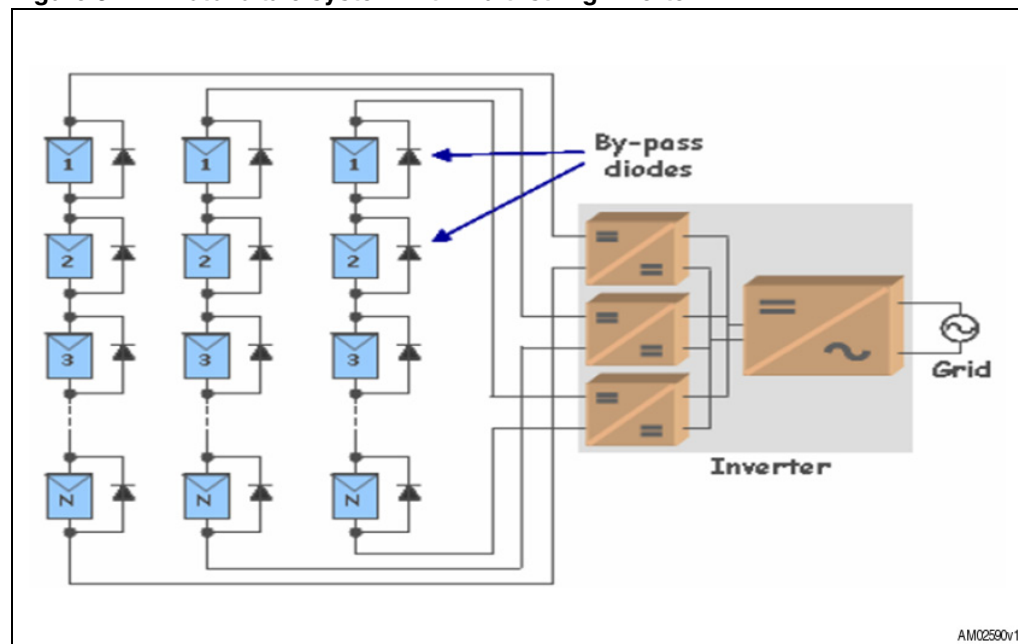 By-pass
diodes
1 1 1
2 2 2
3 3 3
N N N
Grid
Inverter
AM02590v1